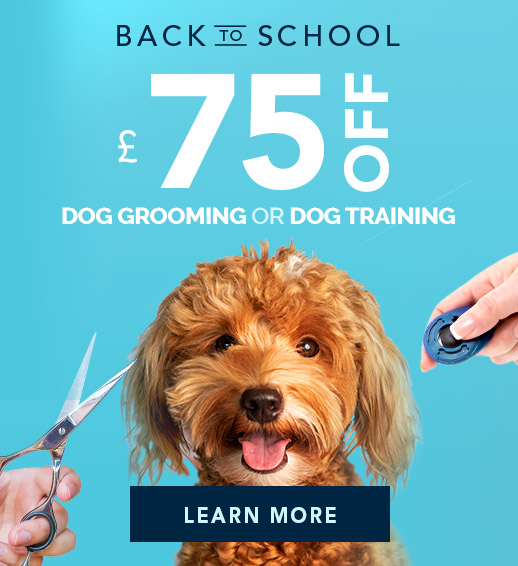 BACK TO SCHOOL
£75 OFF
DOG GROOMING OR DOG TRAINING
LEARN MORE